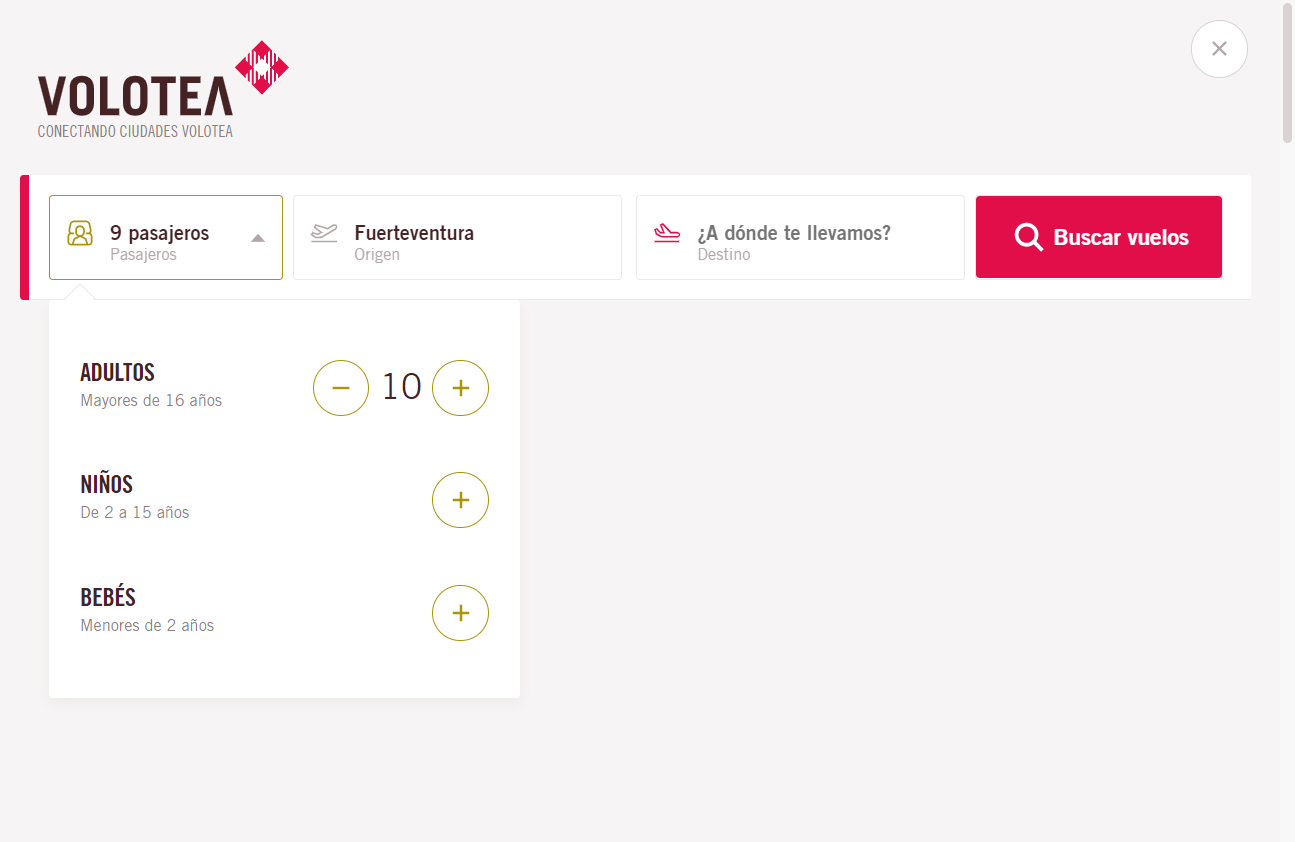 VOLOTEA
CONECTANDO CIUDADES VOLOTEA
9 pasajeros
Pasajeros
Fuerteventura
Origen
¿A dónde te llevamos?
Destino
Buscar vuelos
ADULTOS
Mayores de 16 años
10
NIÑOS
De 2 a 15 años
BEBÉS
Menores de 2 años